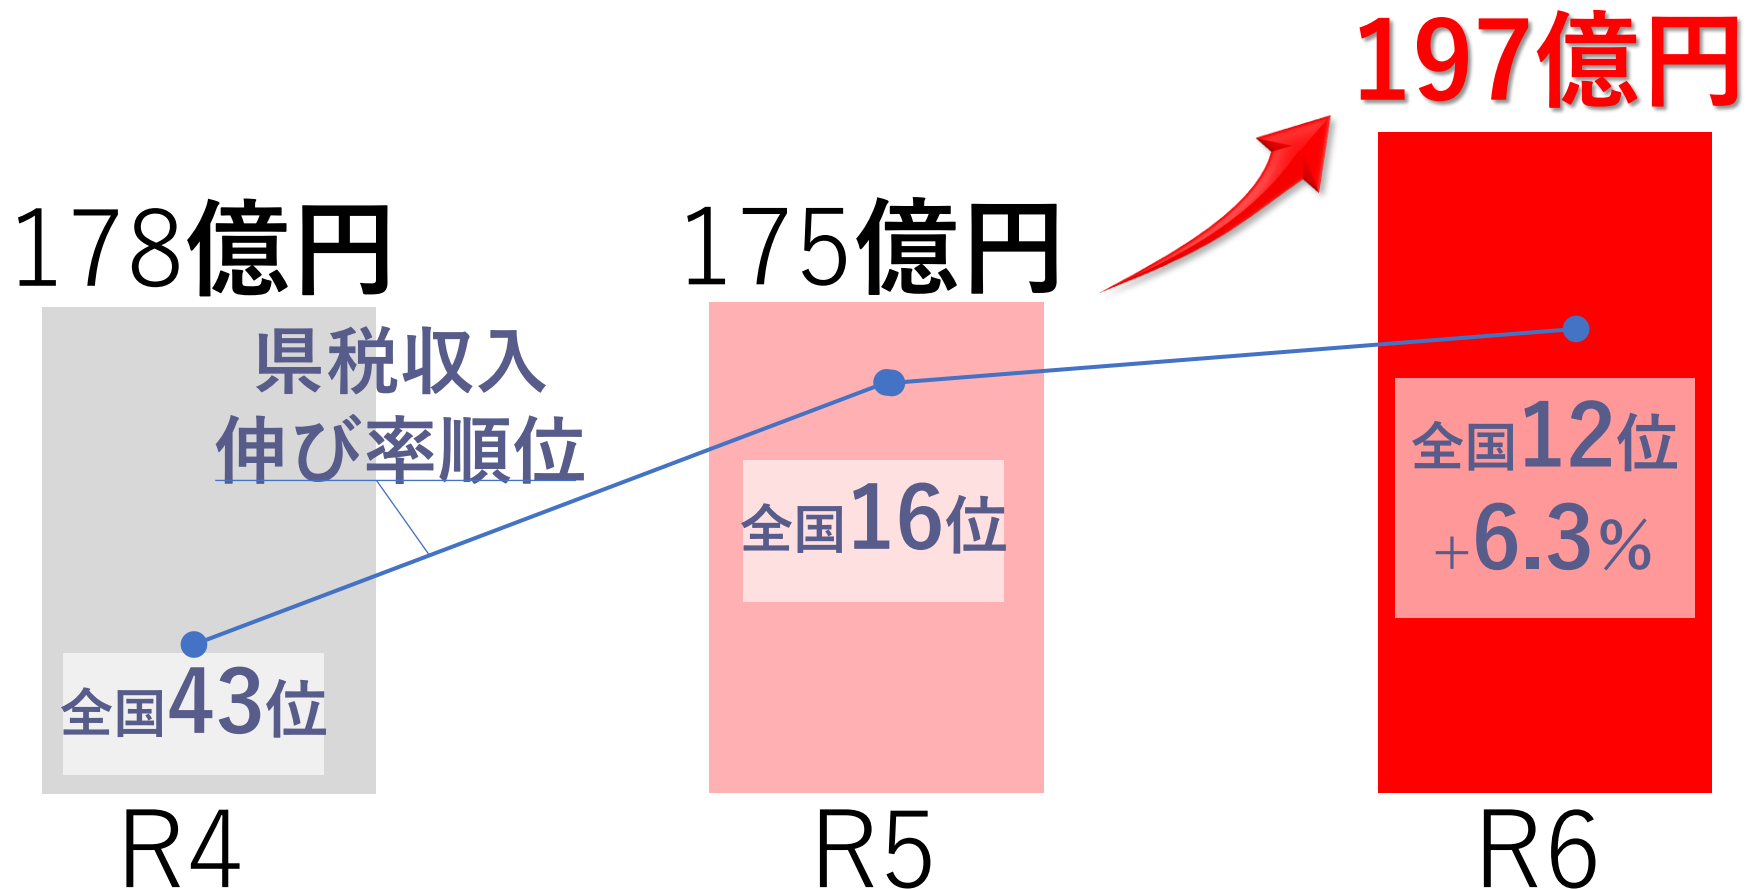 197億円
178億円
175億円
県税収入
伸び率順位
全国12位
+6.3%
全国16位
全国43位
R4
R5
R6